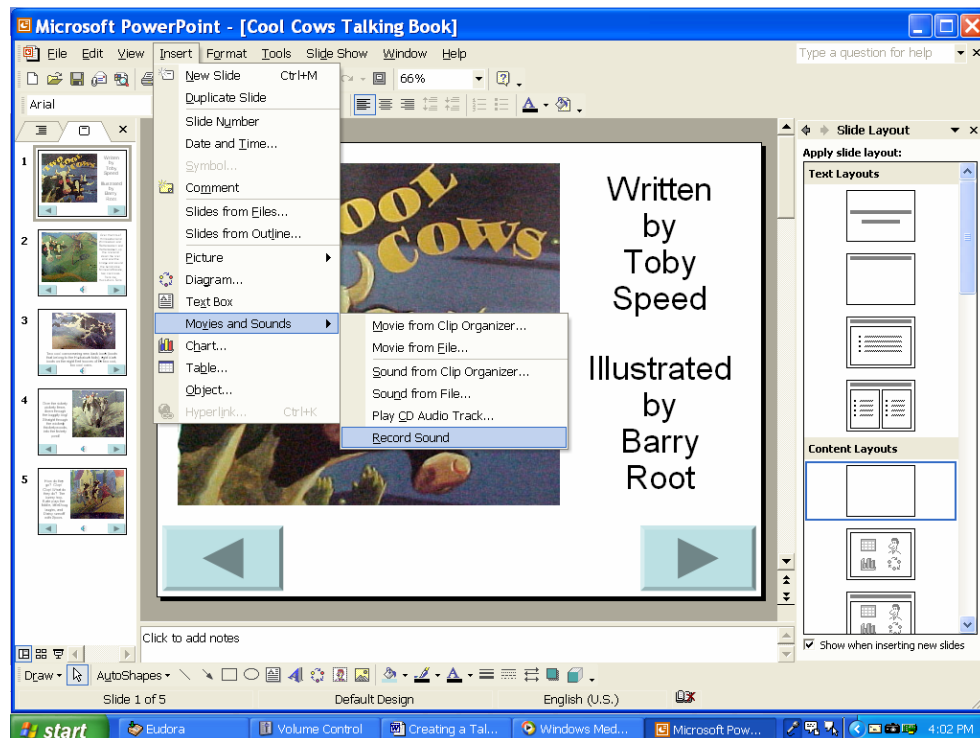 Microsoft PowerPoint - [Cool Cows Talking Book]
File Edit View Insert Format Tools Slide Show Window Help
Type a question for help
66%
Arial
New Slide Ctrl+M
Duplicate Slide
Slide Number
Date and Time...
Symbol...
Comment
Slides from Files...
Slides from Outline...
Picture
Diagram...
Text Box
Movies and Sounds
Chart...
Table...
Object...
Hyperlink... Ctrl+K
Movie from Clip Organizer...
Movie from File...
Sound from Clip Organizer...
Sound from File...
Play CD Audio Track...
Record Sound
1
2
3
4
5
COOL
COWS
Written
by
Toby
Speed
Illustrated
by
Barry
Root
Slide Layout
Apply slide layout:
Text Layouts
Content Layouts
Show when inserting new slides
Click to add notes
Draw
AutoShapes
Slide 1 of 5
Default Design
English (U.S.)
start
Eudora
Volume Control
Creating a Tal...
Windows Med...
Microsoft Pow...
4:02 PM